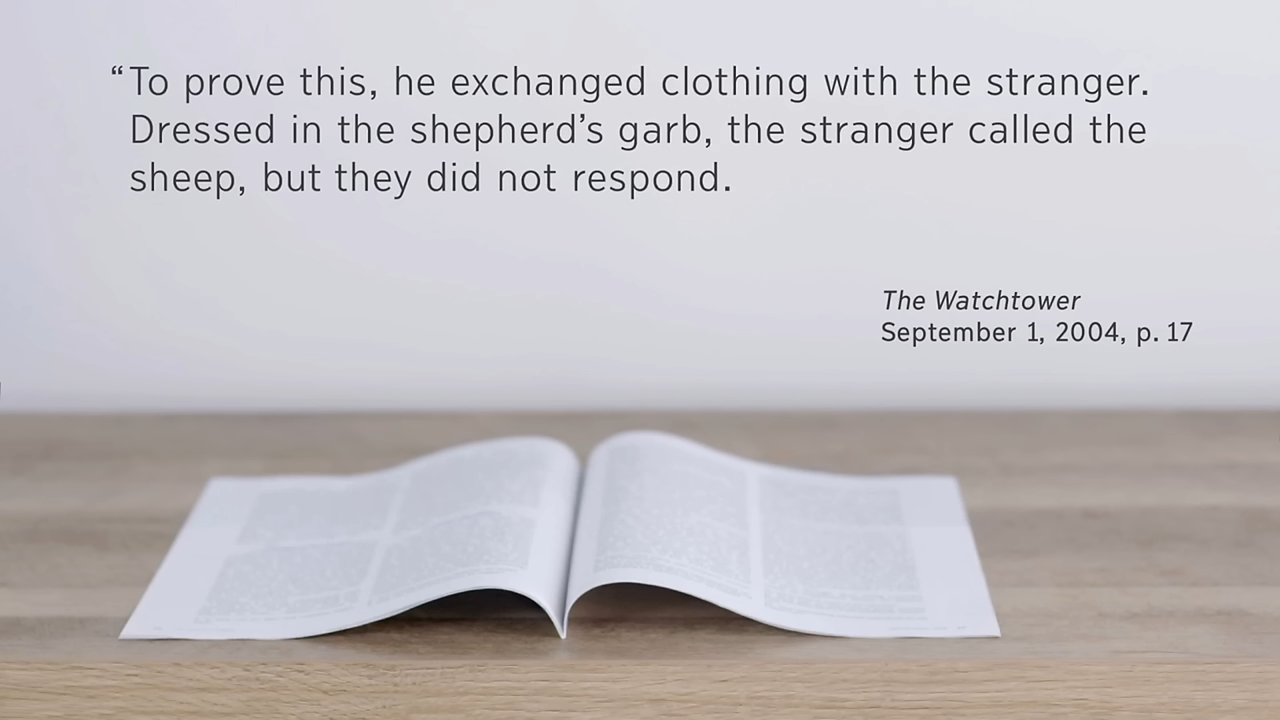 “To prove this, he exchanged clothing with the stranger.
Dressed in the shepherd’s garb, the stranger called the
sheep, but they did not respond.
The Watchtower
September 1, 2004, p. 17